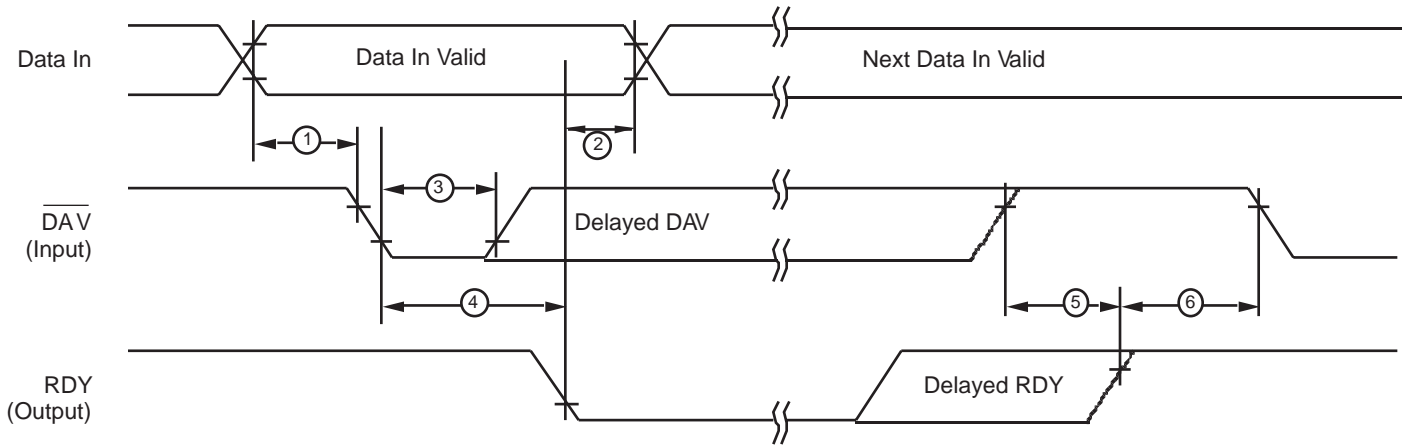 Data In
Data In Valid
Next Data In Valid
1
2
3
DAV
(Input)
Delayed DAV
4
5
6
RDY
(Output)
Delayed RDY